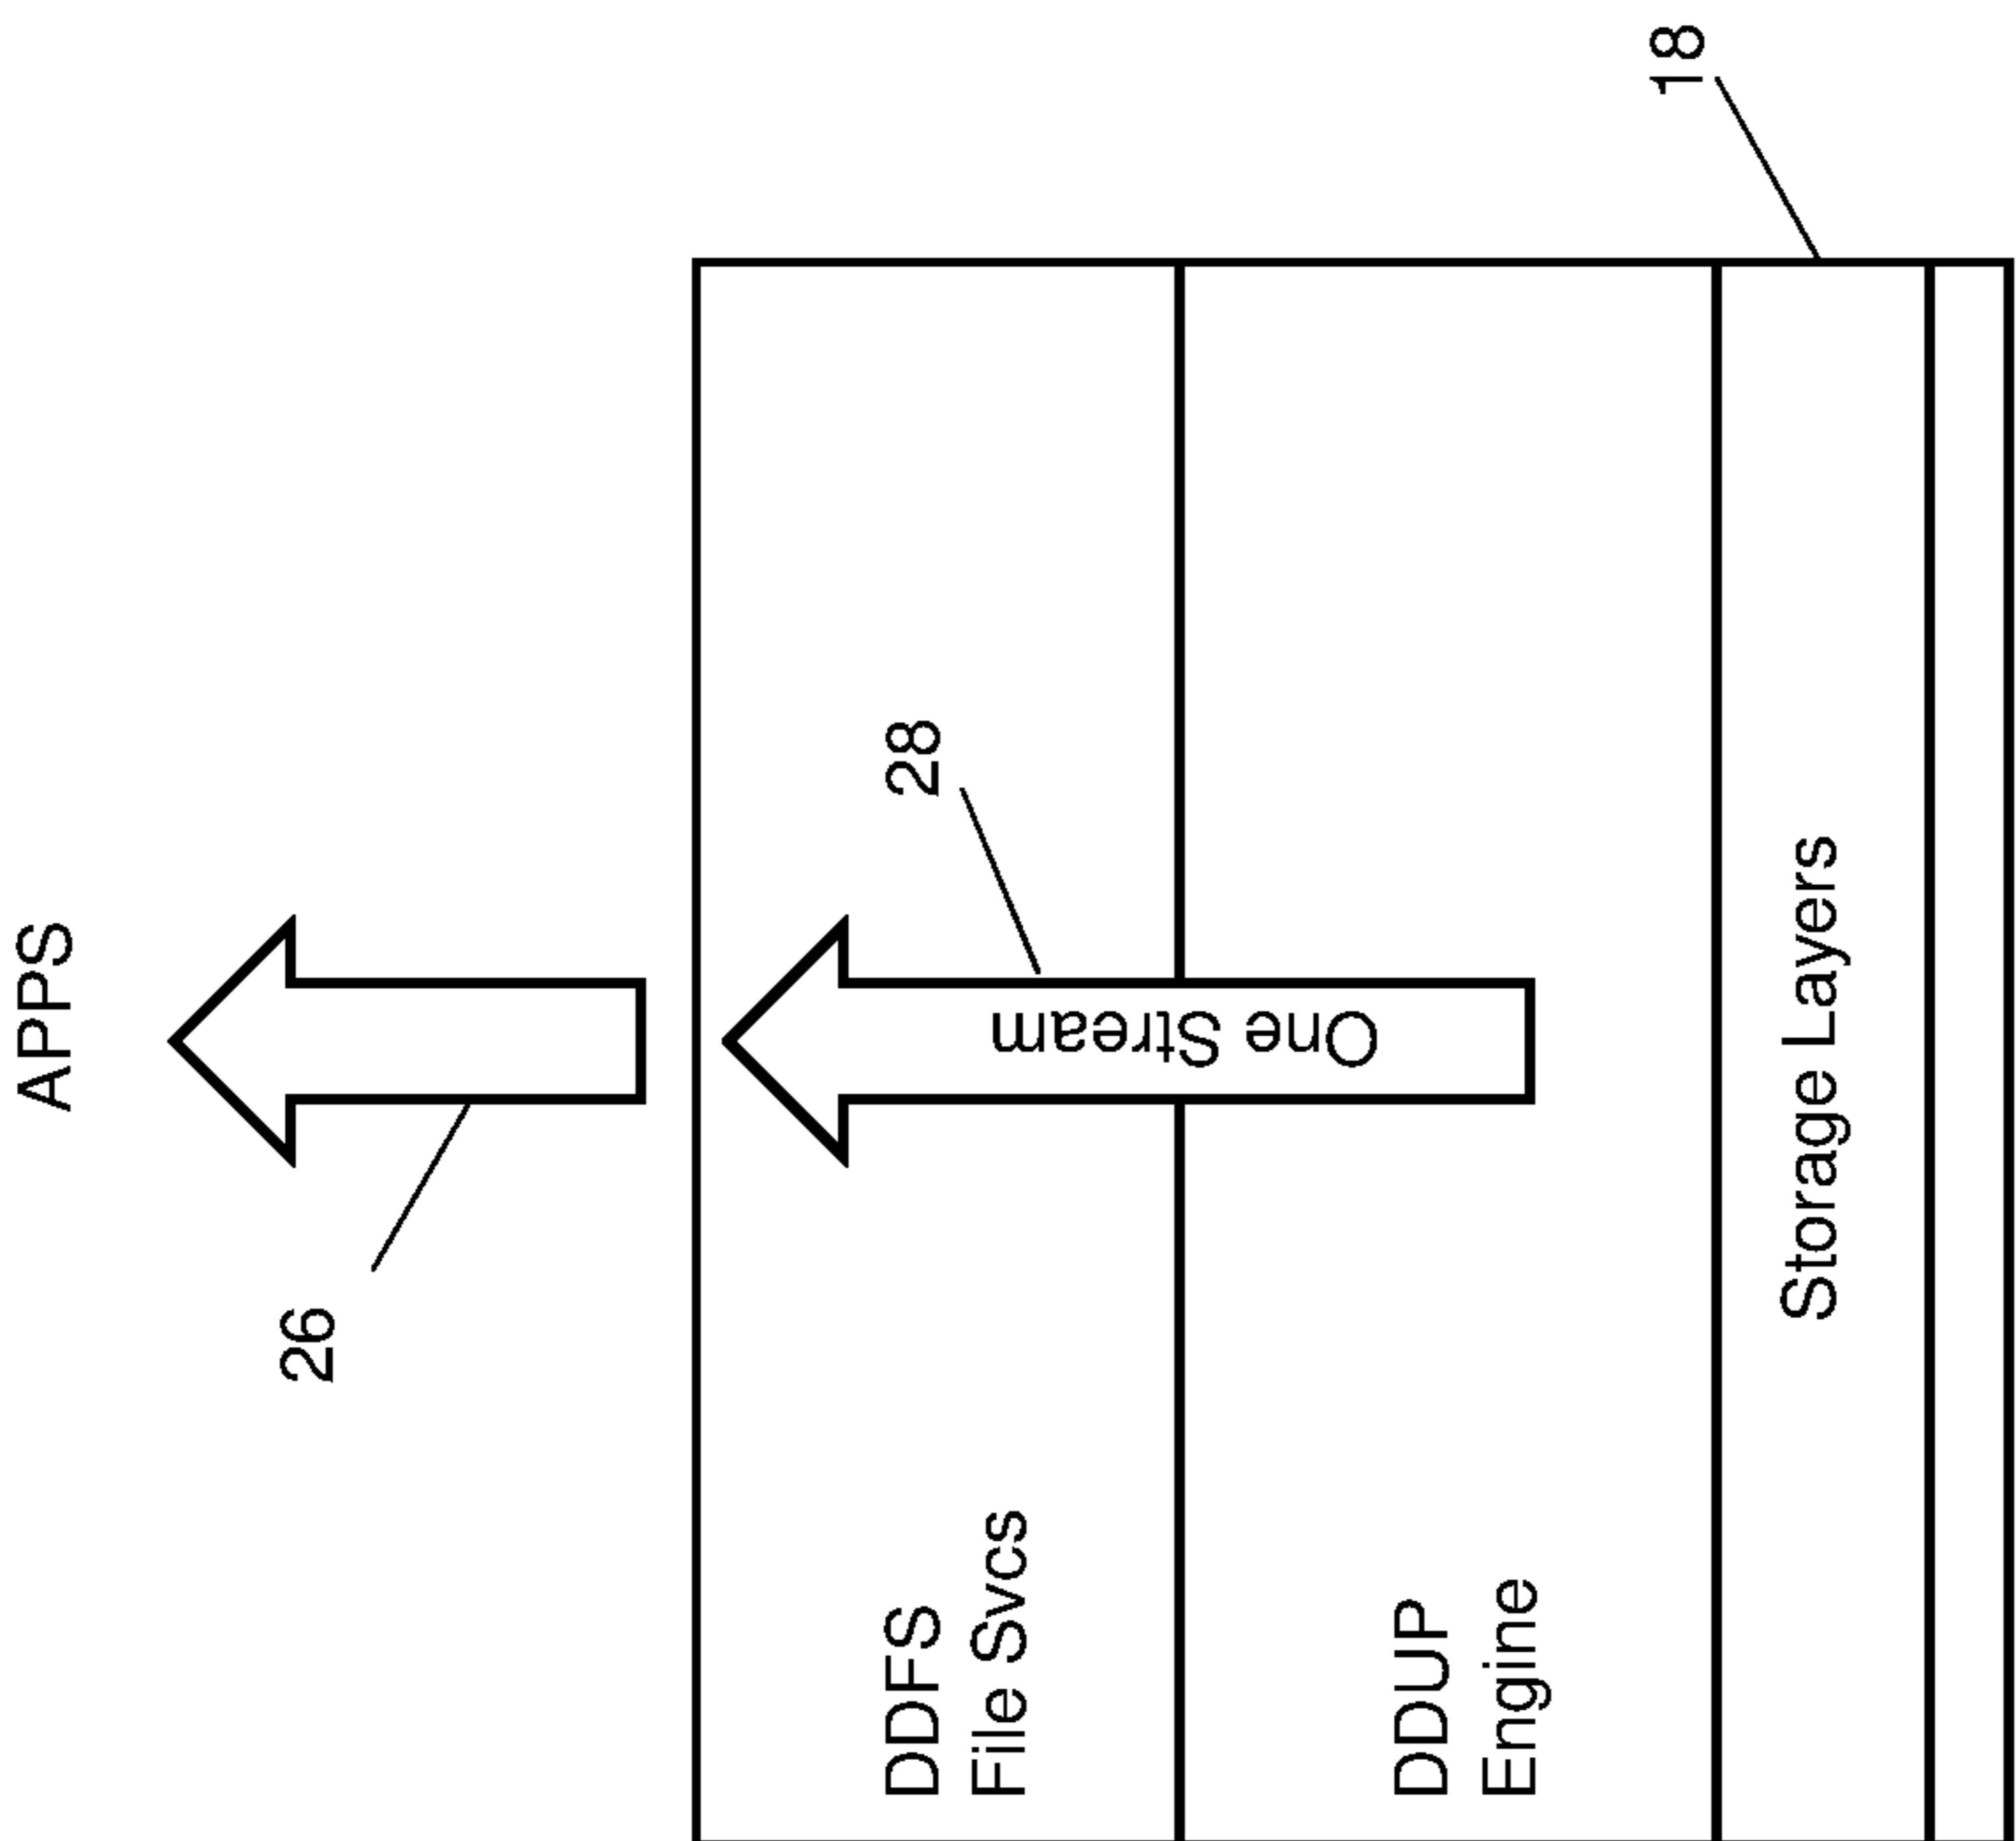 APPS
26
28
18
DDFS
File Svcs
One Stream
DDUP
Engine
Storage Layers